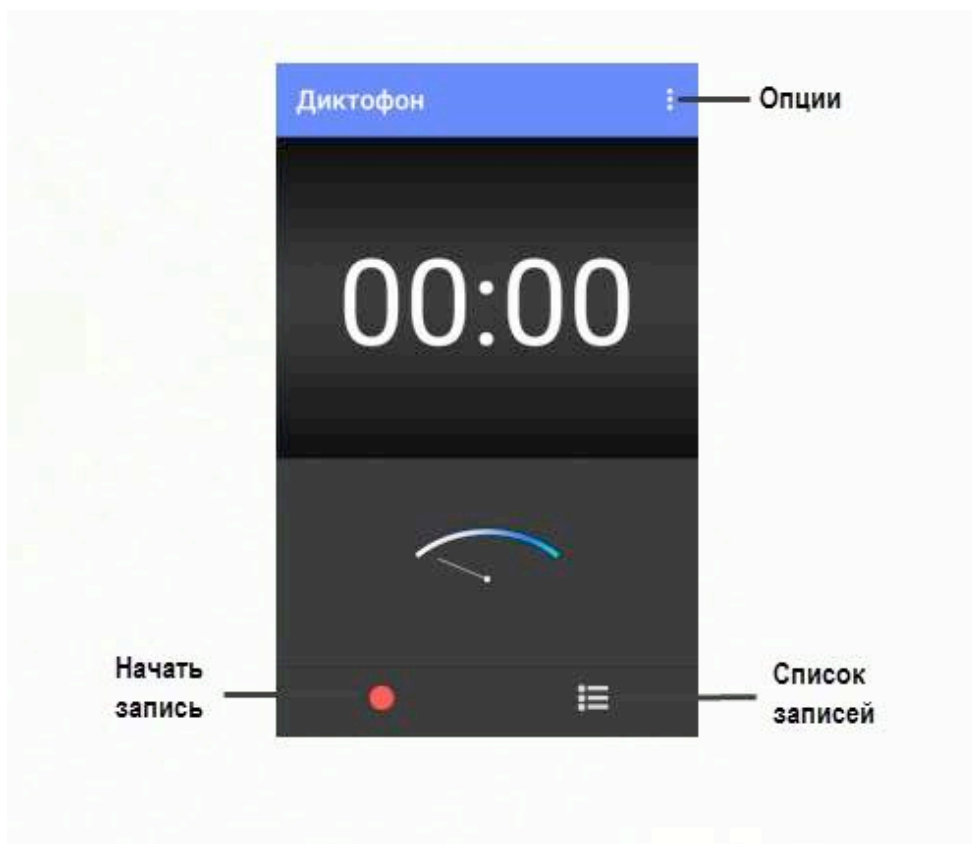 Диктофон
Опции
00:00
Начать
запись
Список
записей